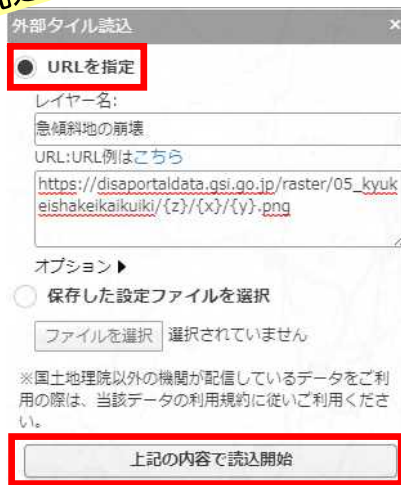 外部タイル読込 ×
URLを指定
レイヤー名:
急傾斜地の崩壊
URL:URL例はこちら
https://disaportaldata.gsi.go.jp/raster/05_kyuk
eishakeikaikuiki/{z}/{x}/{y}.png
オプション▶
保存した設定ファイルを選択
ファイルを選択 選択されていません
※国土地理院以外の機関が配信しているデータをご利
用の際は、当該データの利用規約に従いご利用くださ
い。
上記の内容で読込開始